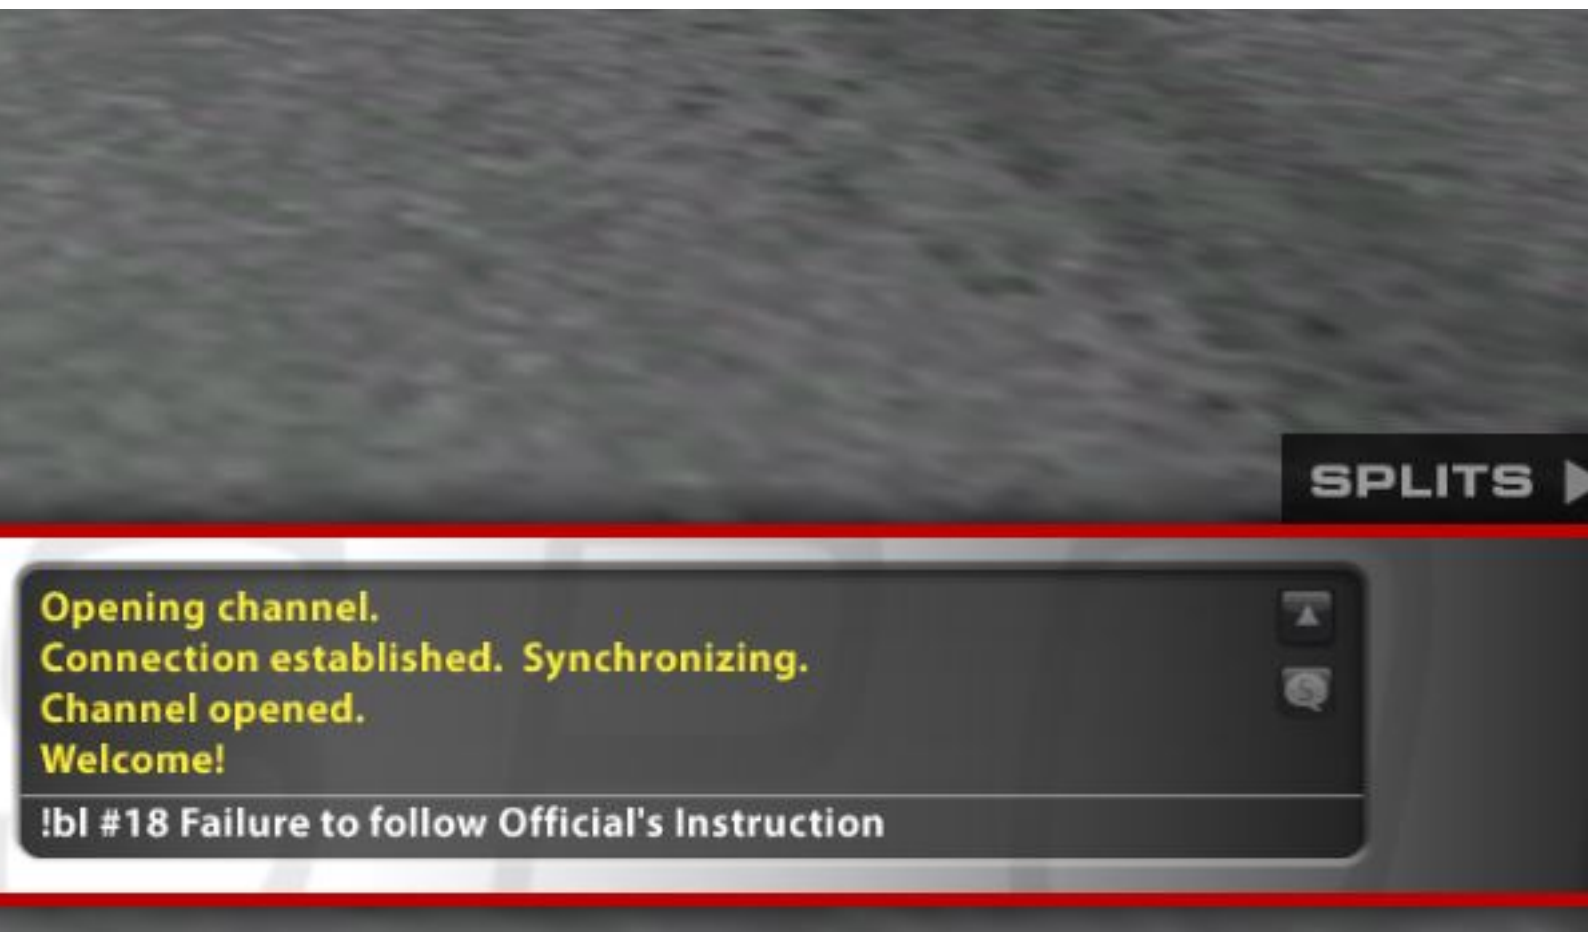 SPLITS
Opening channel.
Connection established.  Synchronizing.
Channel opened.
Welcome!
!bl #18 Failure to follow Official's Instruction